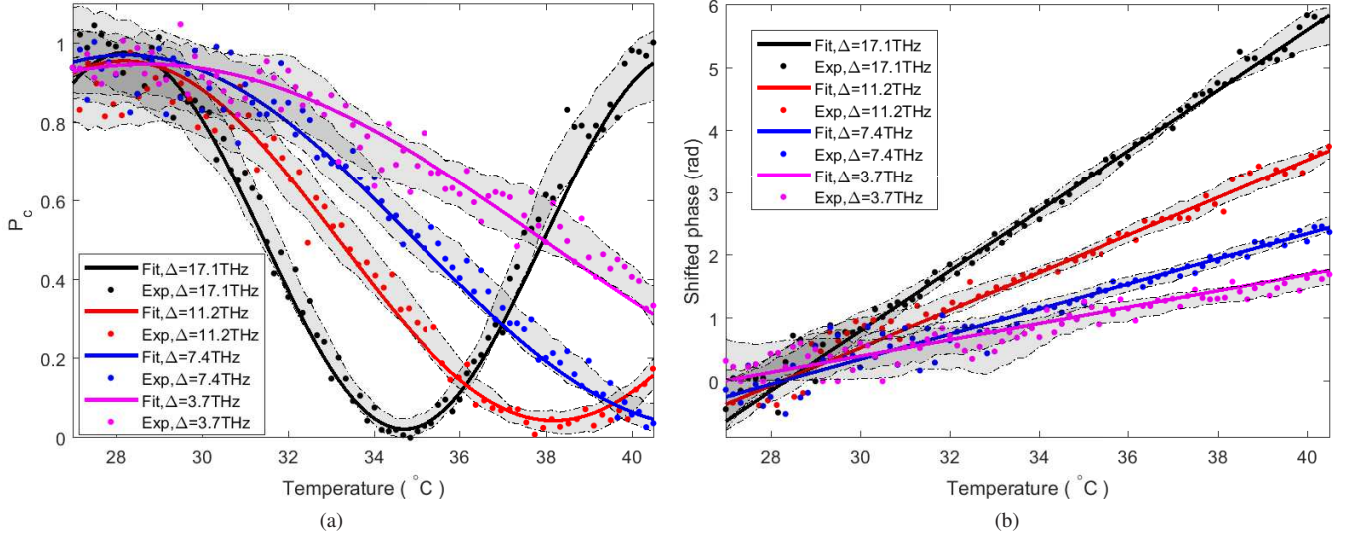 P_c
1
0.8
0.6
0.4
0.2
0
28
30
32
34
36
38
40
Temperature ( °C)
Fit,Δ=17.1THz
Exp,Δ=17.1THz
Fit,Δ=11.2THz
Exp,Δ=11.2THz
Fit,Δ=7.4THz
Exp,Δ=7.4THz
Fit,Δ=3.7THz
Exp,Δ=3.7THz
(a)
Shifted phase (rad)
6
5
4
3
2
1
0
28
30
32
34
36
38
40
Temperature ( °C)
Fit,Δ=17.1THz
Exp,Δ=17.1THz
Fit,Δ=11.2THz
Exp,Δ=11.2THz
Fit,Δ=7.4THz
Exp,Δ=7.4THz
Fit,Δ=3.7THz
Exp,Δ=3.7THz
(b)